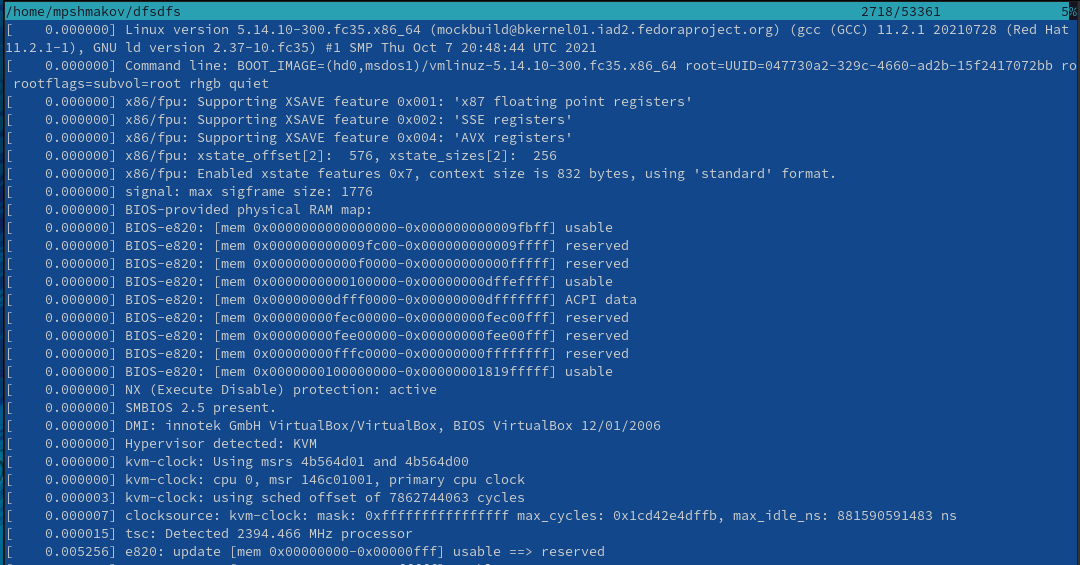 /home/mpshmakov/dfsdfs 2718/53361 5%
[    0.000000] Linux version 5.14.10-300.fc35.x86_64 (mockbuild@bkernel01.iad2.fedoraproject.org) (gcc (GCC) 11.2.1 20210728 (Red Hat
11.2.1-1), GNU ld version 2.37-10.fc35) #1 SMP Thu Oct 7 20:48:44 UTC 2021
[    0.000000] Command line: BOOT_IMAGE=(hd0,msdos1)/vmlinuz-5.14.10-300.fc35.x86_64 root=UUID=047730a2-329c-4660-ad2b-15f2417072bb ro
rootflags=subvol=root rhgb quiet
[    0.000000] x86/fpu: Supporting XSAVE feature 0x001: 'x87 floating point registers'
[    0.000000] x86/fpu: Supporting XSAVE feature 0x002: 'SSE registers'
[    0.000000] x86/fpu: Supporting XSAVE feature 0x004: 'AVX registers'
[    0.000000] x86/fpu: xstate_offset[2]:  576, xstate_sizes[2]:  256
[    0.000000] x86/fpu: Enabled xstate features 0x7, context size is 832 bytes, using 'standard' format.
[    0.000000] signal: max sigframe size: 1776
[    0.000000] BIOS-provided physical RAM map:
[    0.000000] BIOS-e820: [mem 0x0000000000000000-0x000000000009fbff] usable
[    0.000000] BIOS-e820: [mem 0x000000000009fc00-0x000000000009ffff] reserved
[    0.000000] BIOS-e820: [mem 0x00000000000f0000-0x00000000000fffff] reserved
[    0.000000] BIOS-e820: [mem 0x0000000000100000-0x00000000dffeffff] usable
[    0.000000] BIOS-e820: [mem 0x00000000dfff0000-0x00000000dfffffff] ACPI data
[    0.000000] BIOS-e820: [mem 0x00000000fec00000-0x00000000fec00fff] reserved
[    0.000000] BIOS-e820: [mem 0x00000000fee00000-0x00000000fee00fff] reserved
[    0.000000] BIOS-e820: [mem 0x00000000fffc0000-0x00000000ffffffff] reserved
[    0.000000] BIOS-e820: [mem 0x0000000100000000-0x00000001819fffff] usable
[    0.000000] NX (Execute Disable) protection: active
[    0.000000] SMBIOS 2.5 present.
[    0.000000] DMI: innotek GmbH VirtualBox/VirtualBox, BIOS VirtualBox 12/01/2006
[    0.000000] Hypervisor detected: KVM
[    0.000000] kvm-clock: Using msrs 4b564d01 and 4b564d00
[    0.000000] kvm-clock: cpu 0, msr 146c01001, primary cpu clock
[    0.000003] kvm-clock: using sched offset of 7862744063 cycles
[    0.000007] clocksource: kvm-clock: mask: 0xffffffffffffffff max_cycles: 0x1cd42e4dffb, max_idle_ns: 881590591483 ns
[    0.000015] tsc: Detected 2394.466 MHz processor
[    0.005256] e820: update [mem 0x00000000-0x00000fff] usable ==> reserved